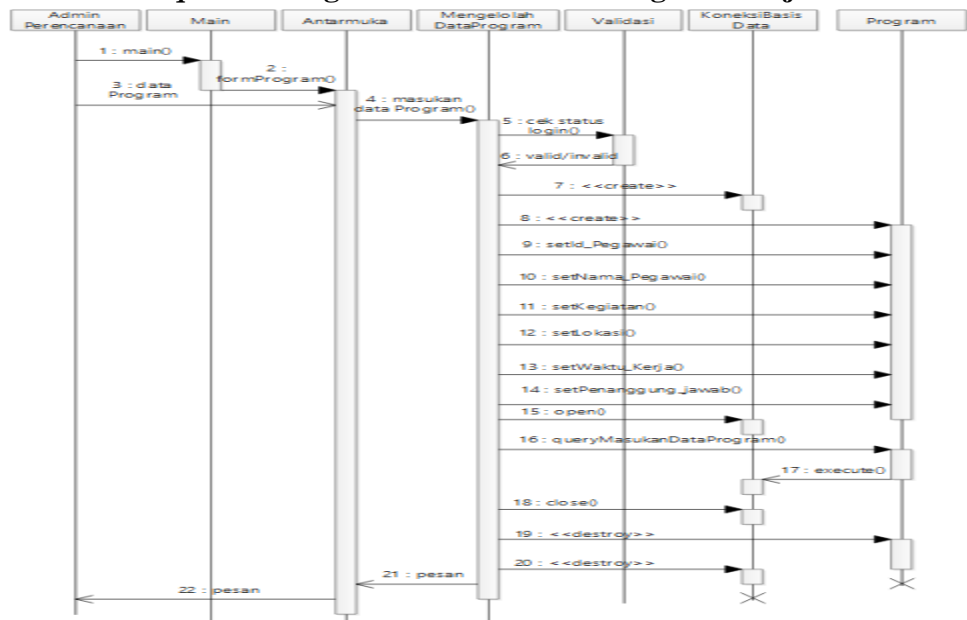 Admin
Perencanaan
Main
Antarmuka
Mengelolah
DataProgram
Validasi
KoneksiBasis
Data
Program
1 : main()
2 :
formProgram()
3 : data
Program
4 : masukan
data Program()
5 : cek status
login()
6 : valid/invalid
7 : <<create>>
8 : <<create>>
9 : setId_Pegawai()
10 : setNama_Pegawai()
11 : setKegiatan()
12 : setLokasi()
13 : setWaktu_Kerja()
14 : setPenanggung_jawab()
15 : open()
16 : queryMasukanDataProgram()
17 : execute()
18 : close()
19 : <<destroy>>
20 : <<destroy>>
21 : pesan
22 : pesan